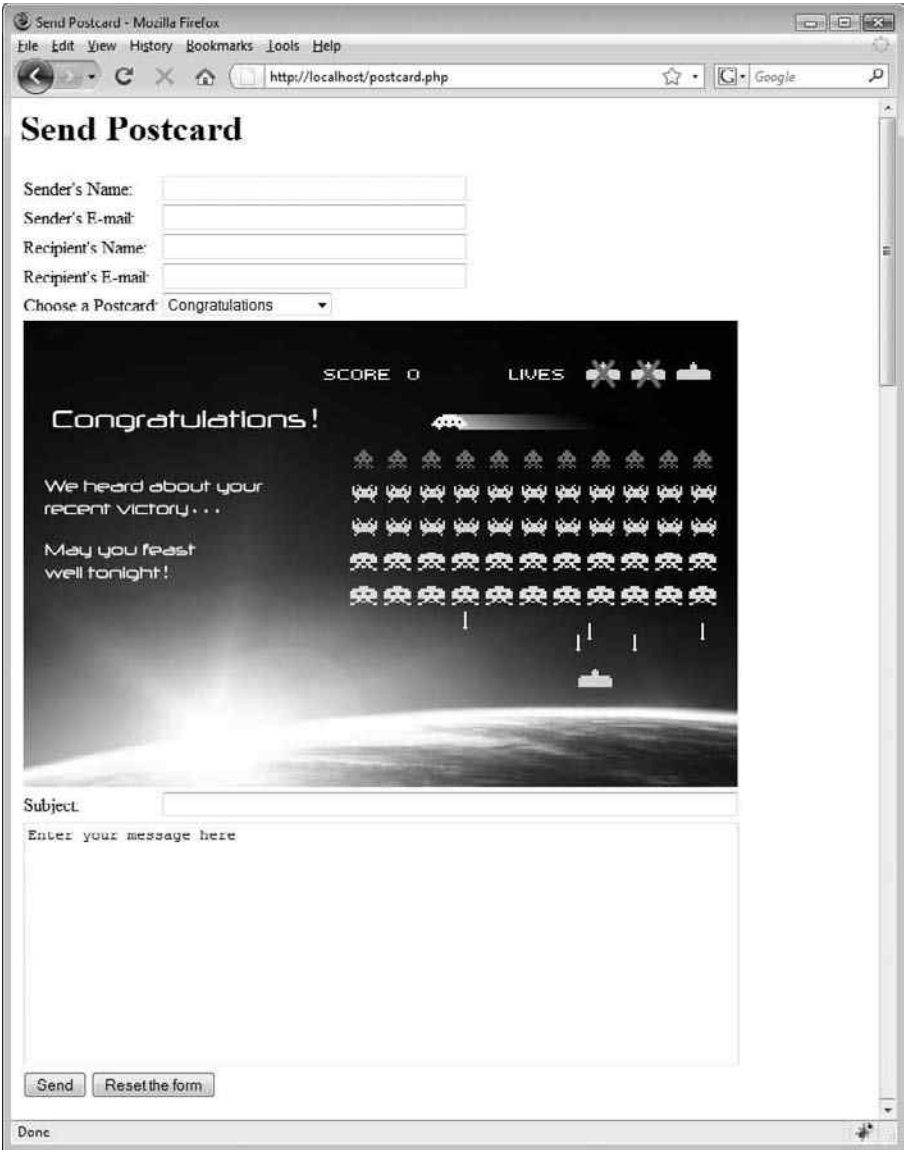 Send Postcard - Mozilla Firefox
File Edit View History Bookmarks Tools Help
http://localhost/postcard.php
Google
Send Postcard
Sender's Name:
Sender's E-mail:
Recipient's Name:
Recipient's E-mail:
Choose a Postcard: Congratulations
SCORE 0 LIVES
Congratulations!
We heard about your
recent victory...
May you feast
well tonight!
Subject:
Enter your message here
Send Reset the form
Done